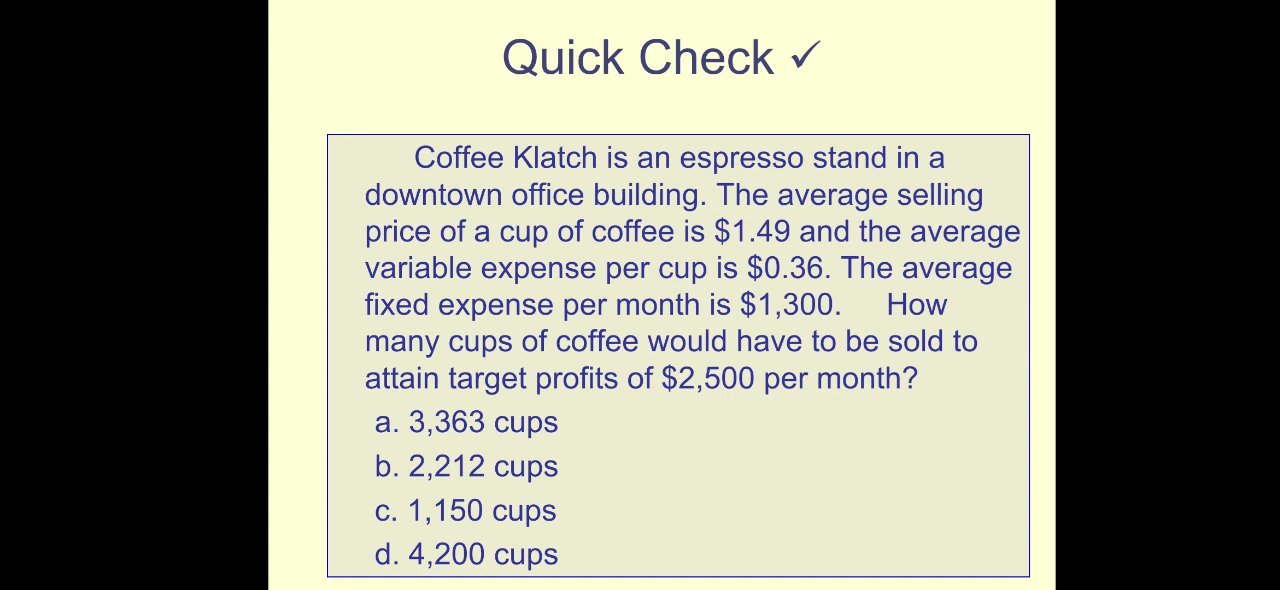 Quick Check ✓
Coffee Klatch is an espresso stand in a
downtown office building. The average selling
price of a cup of coffee is $1.49 and the average
variable expense per cup is $0.36. The average
fixed expense per month is $1,300. How
many cups of coffee would have to be sold to
attain target profits of $2,500 per month?
a. 3,363 cups
b. 2,212 cups
c. 1,150 cups
d. 4,200 cups